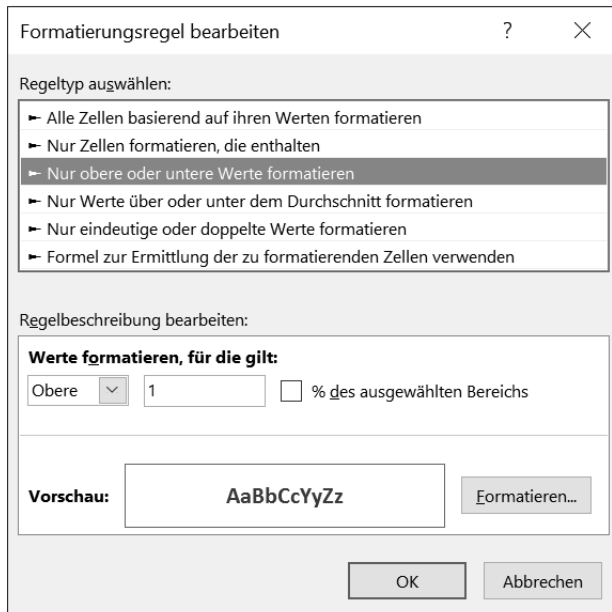 Formatierungsregel bearbeiten ?
Regeltyp auswählen:
► Alle Zellen basierend auf ihren Werten formatieren
► Nur Zellen formatieren, die enthalten
► Nur obere oder untere Werte formatieren
► Nur Werte über oder unter dem Durchschnitt formatieren
► Nur eindeutige oder doppelte Werte formatieren
► Formel zur Ermittlung der zu formatierenden Zellen verwenden
Regelbeschreibung bearbeiten:
Werte formatieren, für die gilt:
Obere 1 % des ausgewählten Bereichs
Vorschau: AaBbCcYyZz Formatieren...
OK Abbrechen